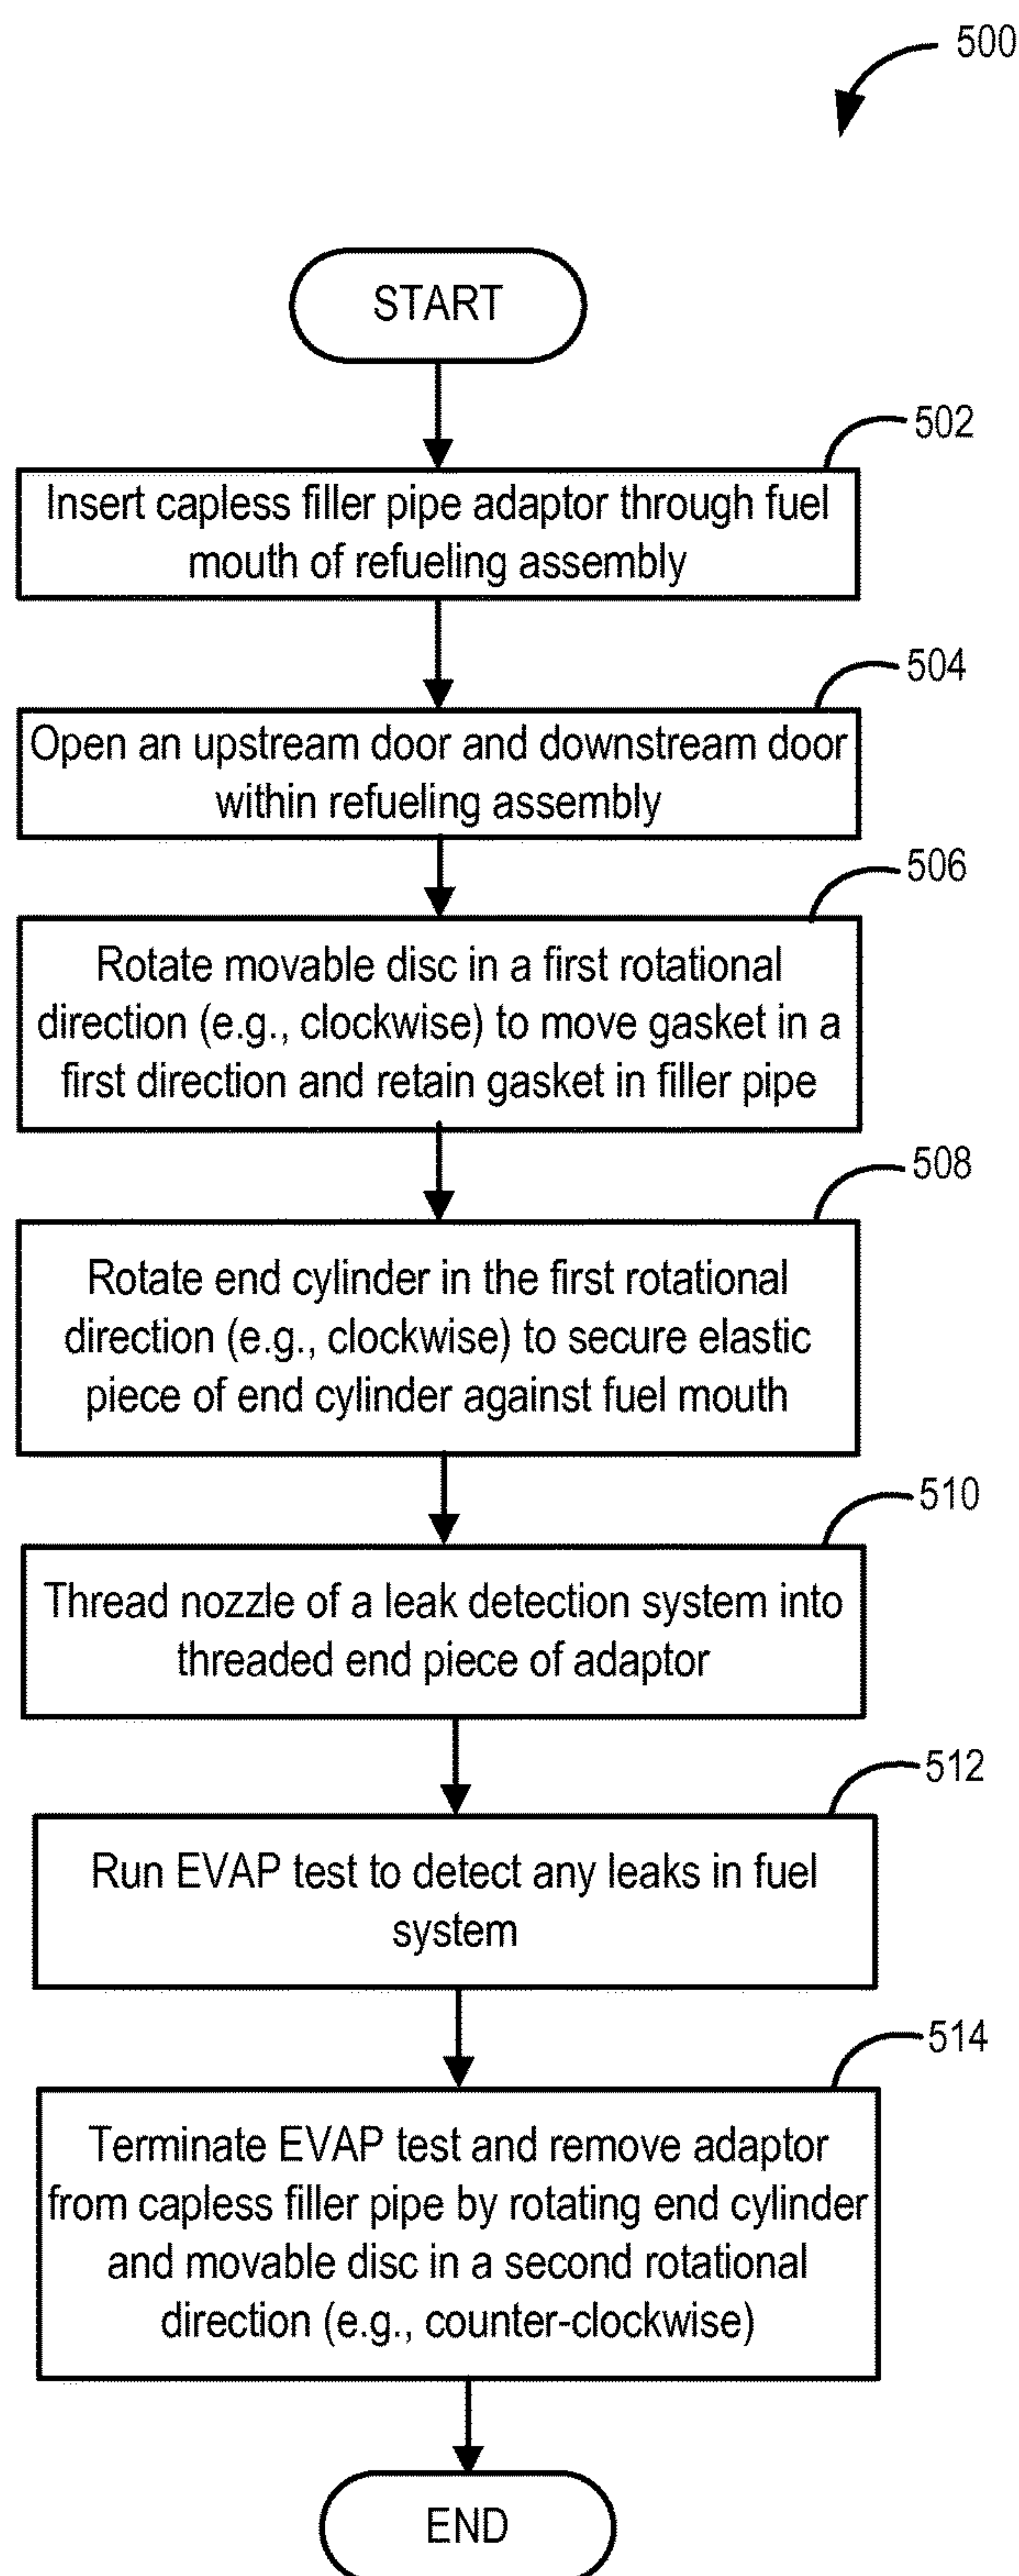 500
START
502
Insert capless filler pipe adaptor through fuel
mouth of refueling assembly
504
Open an upstream door and downstream door
within refueling assembly
506
Rotate movable disc in a first rotational
direction (e.g., clockwise) to move gasket in a
first direction and retain gasket in filler pipe
508
Rotate end cylinder in the first rotational
direction (e.g., clockwise) to secure elastic
piece of end cylinder against fuel mouth
510
Thread nozzle of a leak detection system into
threaded end piece of adaptor
512
Run EVAP test to detect any leaks in fuel
system
514
Terminate EVAP test and remove adaptor
from capless filler pipe by rotating end cylinder
and movable disc in a second rotational
direction (e.g., counter-clockwise)
END